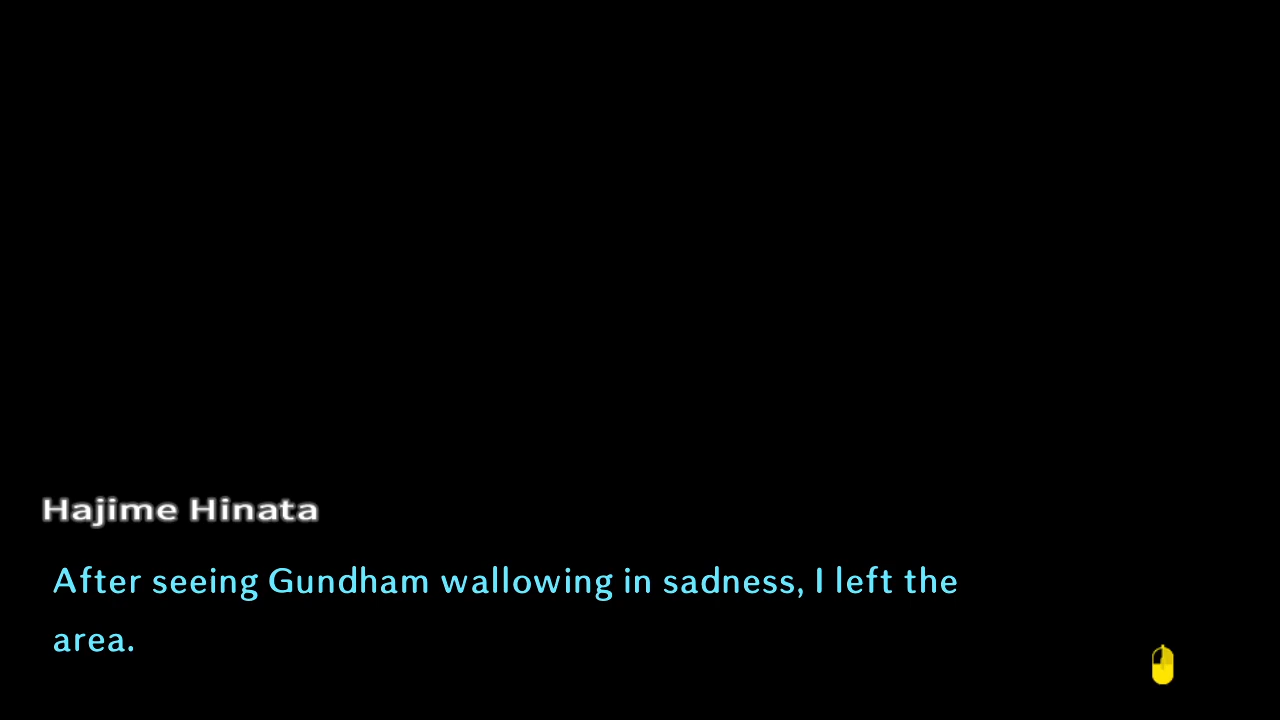 Hajime Hinata
After seeing Gundham wallowing in sadness, I left the
area.